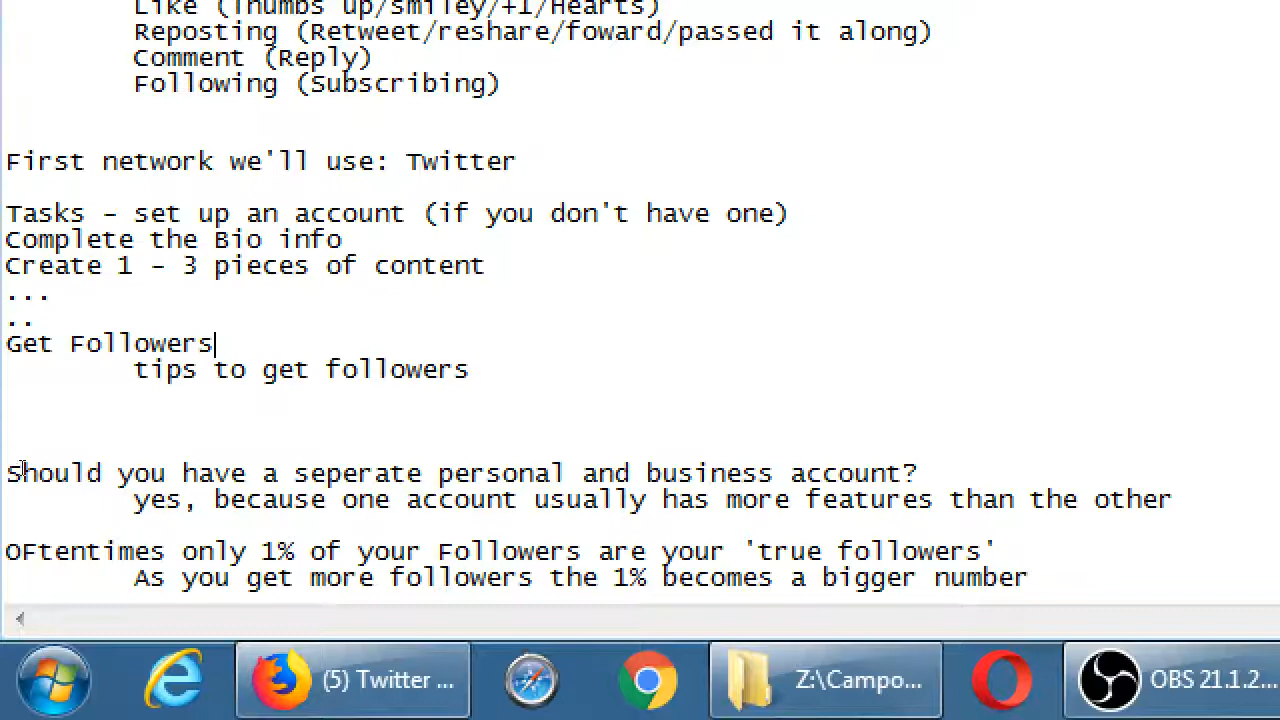 Like (Thumbs up/smiley/+1/Hearts)
Reposting (Retweet/reshare/foward/passed it along)
Comment (Reply)
Following (Subscribing)
First network we'll use: Twitter
Tasks - set up an account (if you don't have one)
Complete the Bio info
Create 1 - 3 pieces of content
...
..
Get Followers
tips to get followers
should you have a seperate personal and business account?
yes, because one account usually has more features than the other
OFtentimes only 1% of your Followers are your 'true followers'
As you get more followers the 1% becomes a bigger number
(5) Twitter ...
Z:\Campo...
OBS 21.1.2...